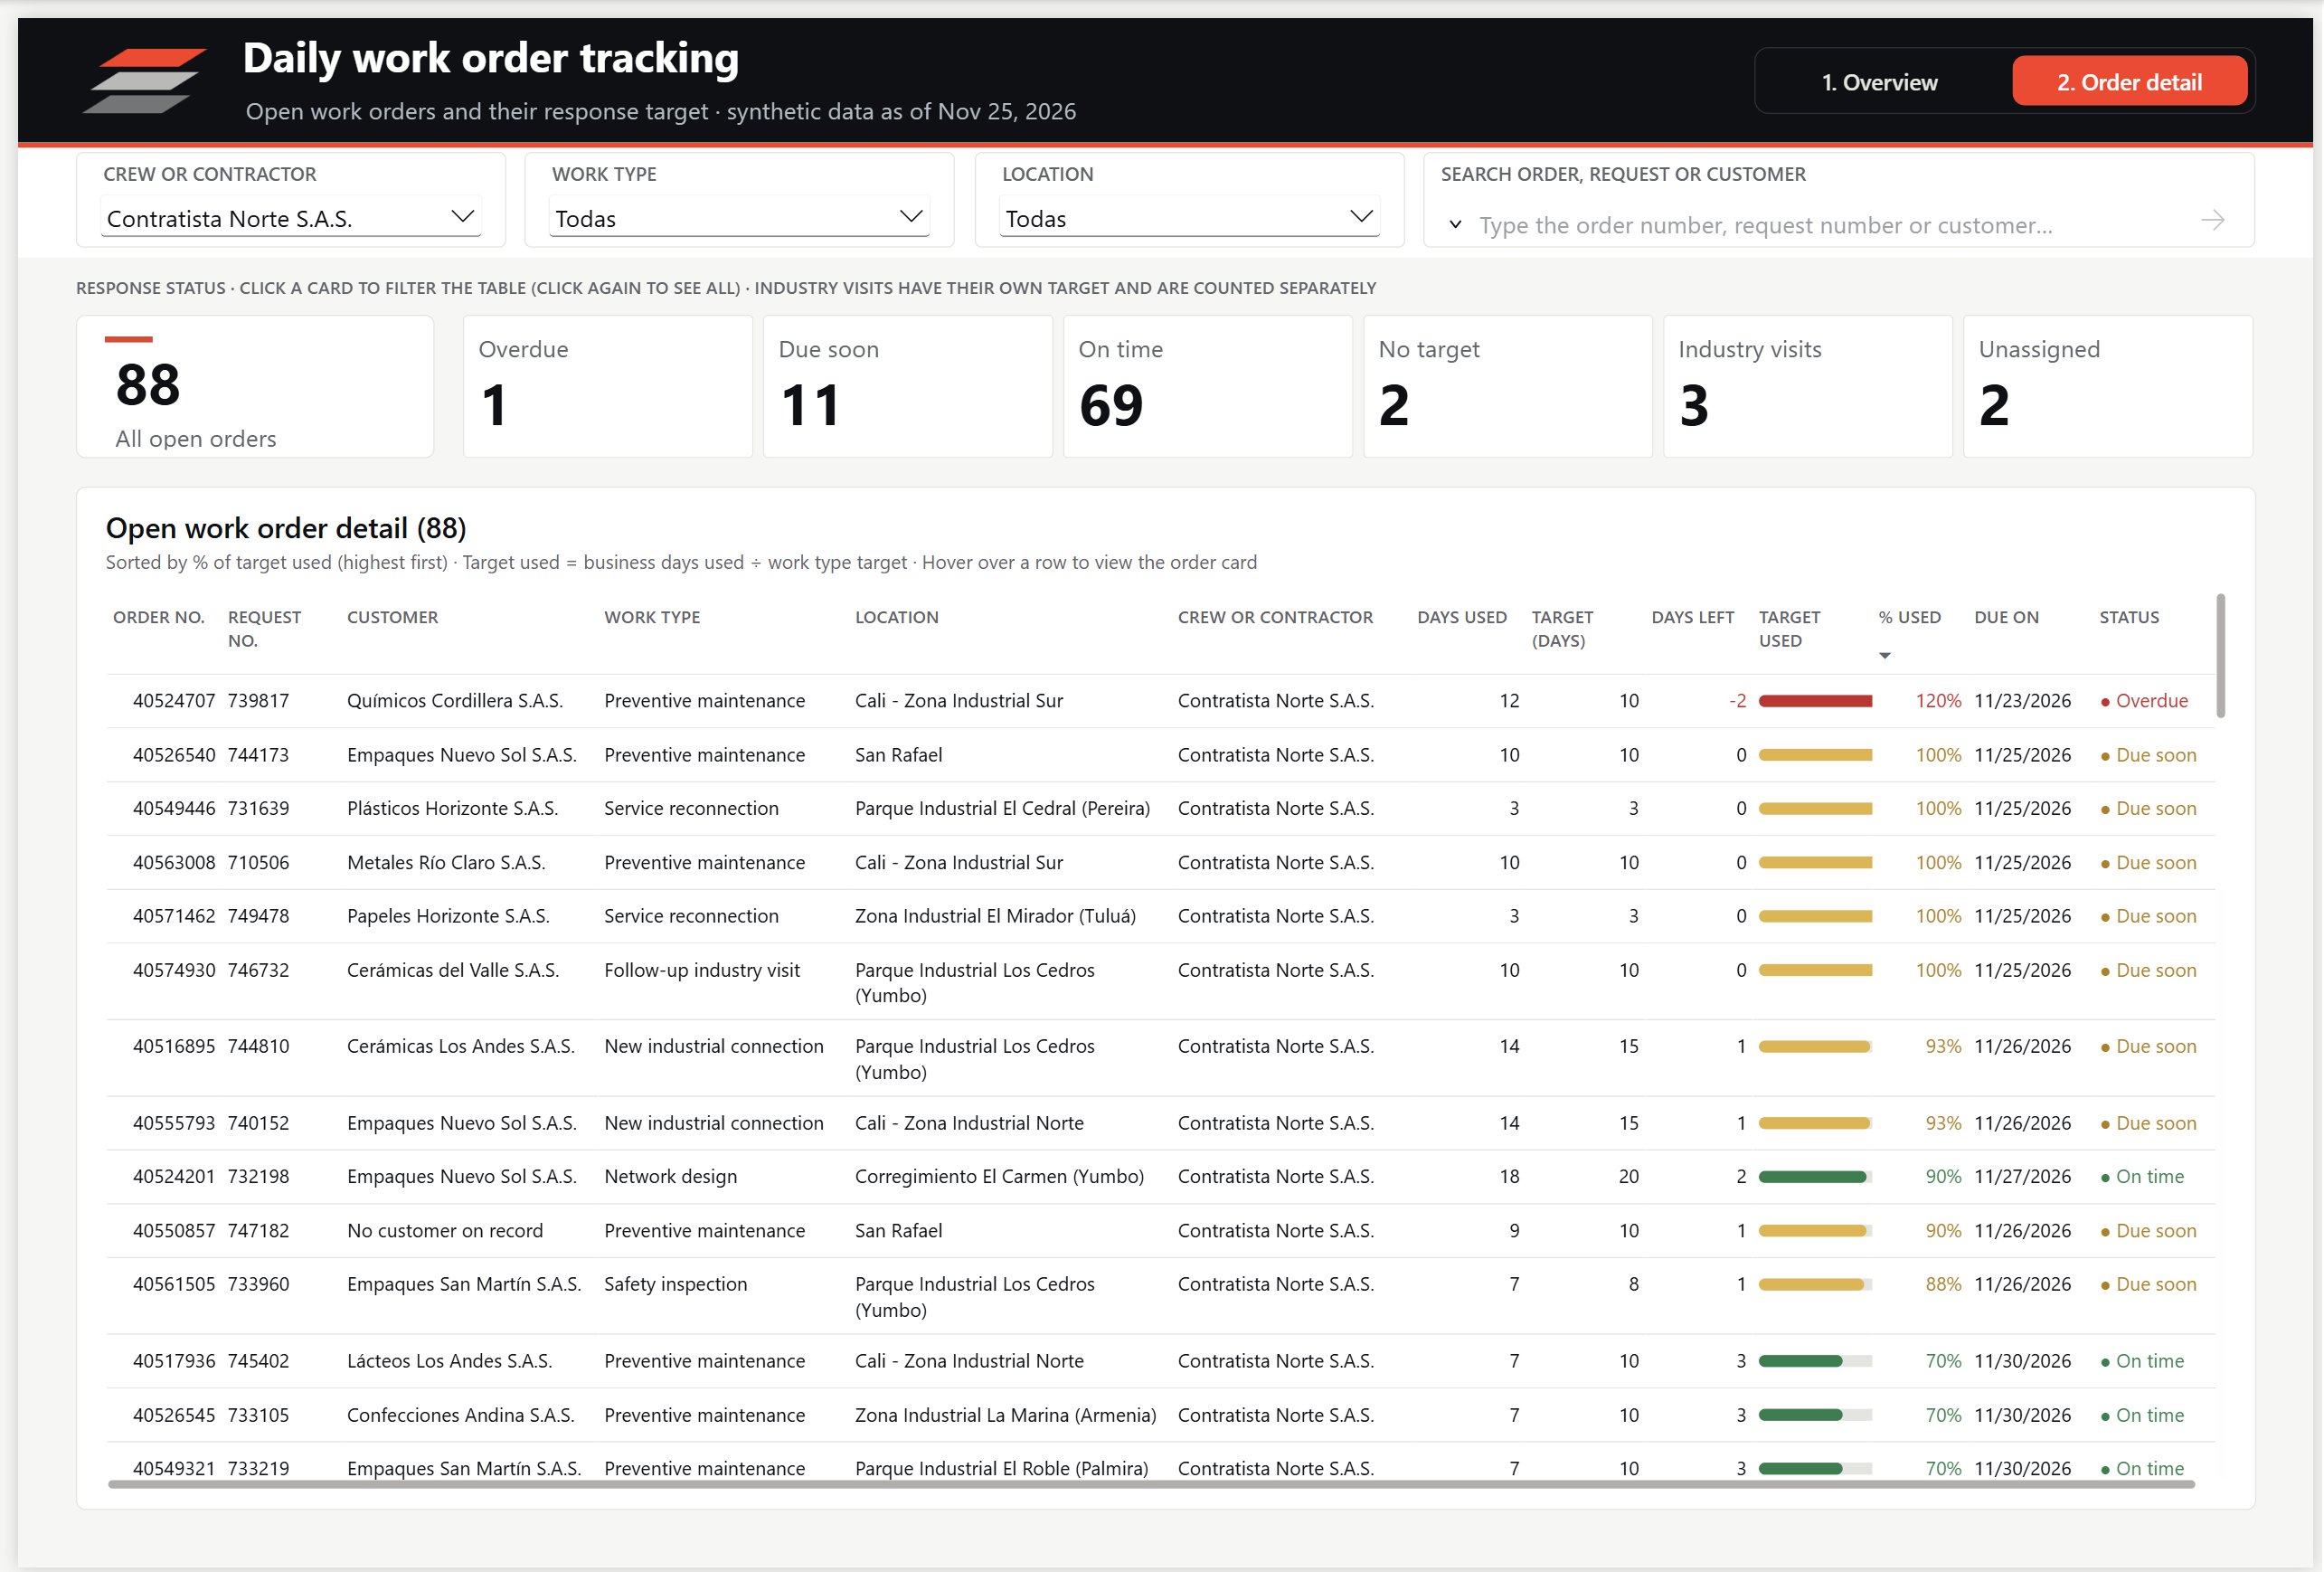 Daily work order tracking
Open work orders and their response target · synthetic data as of Nov 25, 2026
1. Overview
2. Order detail
CREW OR CONTRACTOR
Contratista Norte S.A.S.
WORK TYPE
Todas
LOCATION
Todas
SEARCH ORDER, REQUEST OR CUSTOMER
Type the order number, request number or customer...
RESPONSE STATUS · CLICK A CARD TO FILTER THE TABLE (CLICK AGAIN TO SEE ALL) · INDUSTRY VISITS HAVE THEIR OWN TARGET AND ARE COUNTED SEPARATELY
88
All open orders
Overdue
1
Due soon
11
On time
69
No target
2
Industry visits
3
Unassigned
2
Open work order detail (88)
Sorted by % of target used (highest first) · Target used = business days used ÷ work type target · Hover over a row to view the order card
ORDER NO. REQUEST NO. CUSTOMER WORK TYPE LOCATION CREW OR CONTRACTOR DAYS USED TARGET (DAYS) DAYS LEFT TARGET USED % USED DUE ON STATUS
40524707 739817 Químicos Cordillera S.A.S. Preventive maintenance Cali - Zona Industrial Sur Contratista Norte S.A.S. 12 10 -2 120% 11/23/2026 • Overdue
40526540 744173 Empaques Nuevo Sol S.A.S. Preventive maintenance San Rafael Contratista Norte S.A.S. 10 10 0 100% 11/25/2026 • Due soon
40549446 731639 Plásticos Horizonte S.A.S. Service reconnection Parque Industrial El Cedral (Pereira) Contratista Norte S.A.S. 3 3 0 100% 11/25/2026 • Due soon
40563008 710506 Metales Río Claro S.A.S. Preventive maintenance Cali - Zona Industrial Sur Contratista Norte S.A.S. 10 10 0 100% 11/25/2026 • Due soon
40571462 749478 Papeles Horizonte S.A.S. Service reconnection Zona Industrial El Mirador (Tuluá) Contratista Norte S.A.S. 3 3 0 100% 11/25/2026 • Due soon
40574930 746732 Cerámicas del Valle S.A.S. Follow-up industry visit Parque Industrial Los Cedros (Yumbo) Contratista Norte S.A.S. 10 10 0 100% 11/25/2026 • Due soon
40516895 744810 Cerámicas Los Andes S.A.S. New industrial connection Parque Industrial Los Cedros (Yumbo) Contratista Norte S.A.S. 14 15 1 93% 11/26/2026 • Due soon
40555793 740152 Empaques Nuevo Sol S.A.S. New industrial connection Cali - Zona Industrial Norte Contratista Norte S.A.S. 14 15 1 93% 11/26/2026 • Due soon
40524201 732198 Empaques Nuevo Sol S.A.S. Network design Corregimiento El Carmen (Yumbo) Contratista Norte S.A.S. 18 20 2 90% 11/27/2026 • On time
40550857 747182 No customer on record Preventive maintenance San Rafael Contratista Norte S.A.S. 9 10 1 90% 11/26/2026 • Due soon
40561505 733960 Empaques San Martín S.A.S. Safety inspection Parque Industrial Los Cedros (Yumbo) Contratista Norte S.A.S. 7 8 1 88% 11/26/2026 • Due soon
40517936 745402 Lácteos Los Andes S.A.S. Preventive maintenance Cali - Zona Industrial Norte Contratista Norte S.A.S. 7 10 3 70% 11/30/2026 • On time
40526545 733105 Confecciones Andina S.A.S. Preventive maintenance Zona Industrial La Marina (Armenia) Contratista Norte S.A.S. 7 10 3 70% 11/30/2026 • On time
40549321 733219 Empaques San Martín S.A.S. Preventive maintenance Parque Industrial El Roble (Palmira) Contratista Norte S.A.S. 7 10 3 70% 11/30/2026 • On time